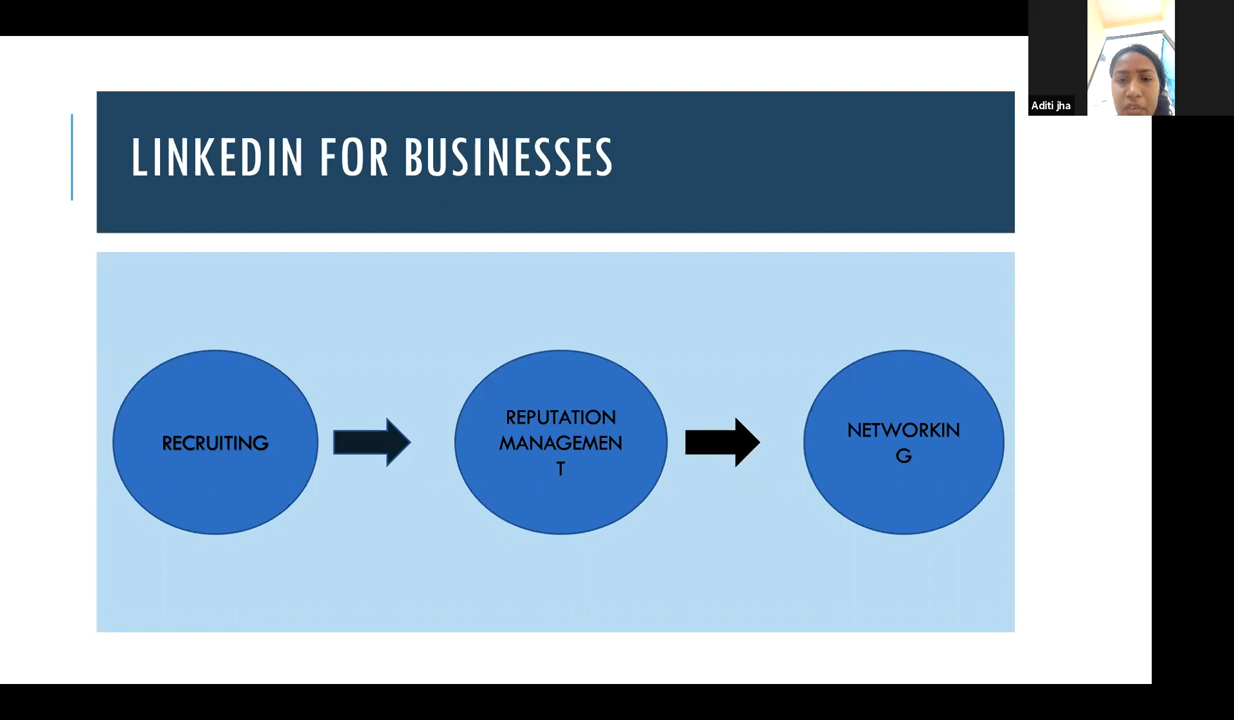 LINKEDIN FOR BUSINESSES
RECRUITING
REPUTATION
MANAGEMEN
T
NETWORKIN
G
Aditi jha